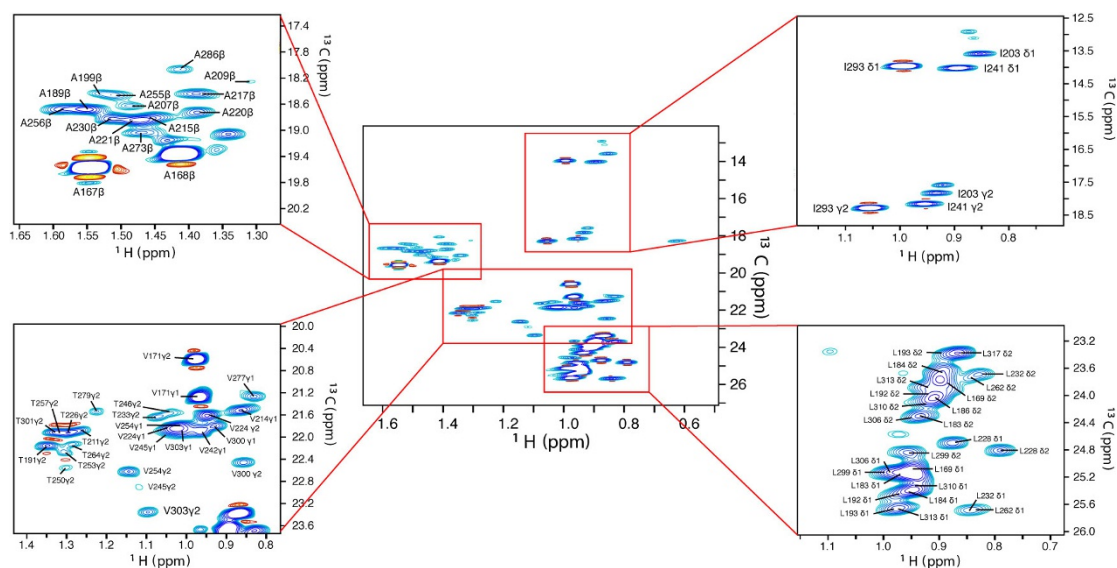 17.4
17.8
18.2
18.6
19.0
19.4
19.8
20.2
¹³C (ppm)
A286β
A209β
A199β
A255β
A217β
A189β
A207β
A220β
A256β
A230β
A215β
A221β
A273β
A167β
A168β
1.65 1.60 1.55 1.50 1.45 1.40 1.35 1.30
¹H (ppm)
12.5
13.5
14.5
15.5
16.5
17.5
18.5
¹³C (ppm)
I203 δ1
I293 δ1
I241 δ1
I203 γ2
I293 γ2
I241 γ2
1.1 1.0 0.9 0.8
¹H (ppm)
14
16
18
20
22
24
26
¹³C (ppm)
1.6 1.4 1.2 1.0 0.8 0.6
¹H (ppm)
20.0
20.4
20.8
21.2
21.6
22.0
22.4
22.8
23.2
23.6
¹³C (ppm)
V171γ2
V277γ1
V171γ1
T279γ2
T257γ2
T246γ2
T226γ2
T233γ2
V214γ1
T301γ2
V254γ1
V224 γ2
T211γ2
V224γ1
V300 γ1
T264γ2
V245γ1
V303γ1
V242γ1
T191γ2
T253γ2
T250γ2
V254γ2
V300 γ2
V245γ2
V303γ2
1.4 1.3 1.2 1.1 1.0 0.9 0.8
¹H (ppm)
23.2
23.6
24.0
24.4
24.8
25.2
25.6
26.0
¹³C (ppm)
L193 δ2
L317 δ2
L184 δ2
L232 δ2
L313 δ2
L262 δ2
L192 δ2
L169 δ2
L310 δ2
L186 δ2
L306 δ2
L183 δ2
L228 δ1
L299 δ2
L228 δ2
L306 δ1
L169 δ1
L299 δ1
L183 δ1
L310 δ1
L192 δ1
L184 δ1
L232 δ1
L193 δ1
L313 δ1
L262 δ1
1.1 1.0 0.9 0.8 0.7
¹H (ppm)